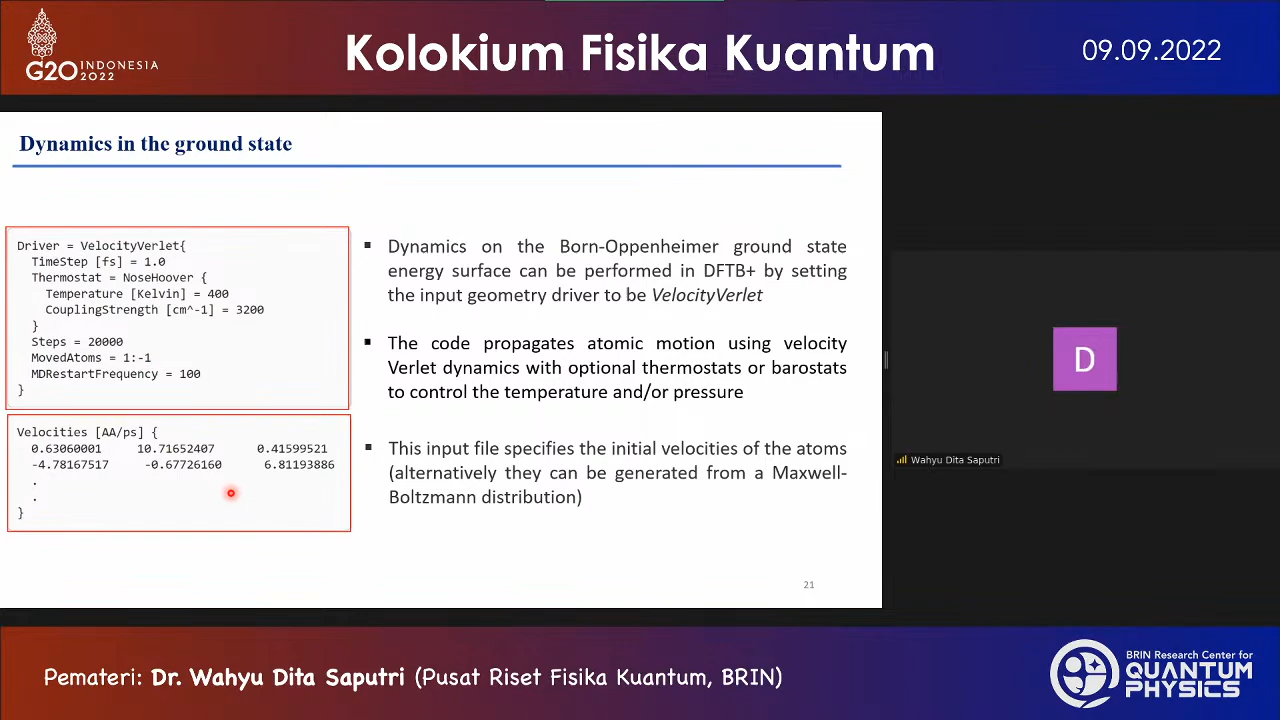 G20 INDONESIA 2022
Kolokium Fisika Kuantum
09.09.2022
Dynamics in the ground state
Driver = VelocityVerlet{
TimeStep [fs] = 1.0
Thermostat = NoseHoover {
Temperature [Kelvin] = 400
CouplingStrength [cm^-1] = 3200
}
Steps = 20000
MovedAtoms = 1:-1
MDRestartFrequency = 100
}
Velocities [AA/ps] {
0.63060001 10.71652407 0.41599521
-4.78167517 -0.67726160 6.81193886
.
.
}
▪ Dynamics on the Born-Oppenheimer ground state
energy surface can be performed in DFTB+ by setting
the input geometry driver to be VelocityVerlet
▪ The code propagates atomic motion using velocity
Verlet dynamics with optional thermostats or barostats
to control the temperature and/or pressure
▪ This input file specifies the initial velocities of the atoms
(alternatively they can be generated from a Maxwell-
Boltzmann distribution)
21
D
Wahyu Dita Saputri
Pemateri: Dr. Wahyu Dita Saputri (Pusat Riset Fisika Kuantum, BRIN)
BRIN Research Center for
QUANTUM
PHYSICS